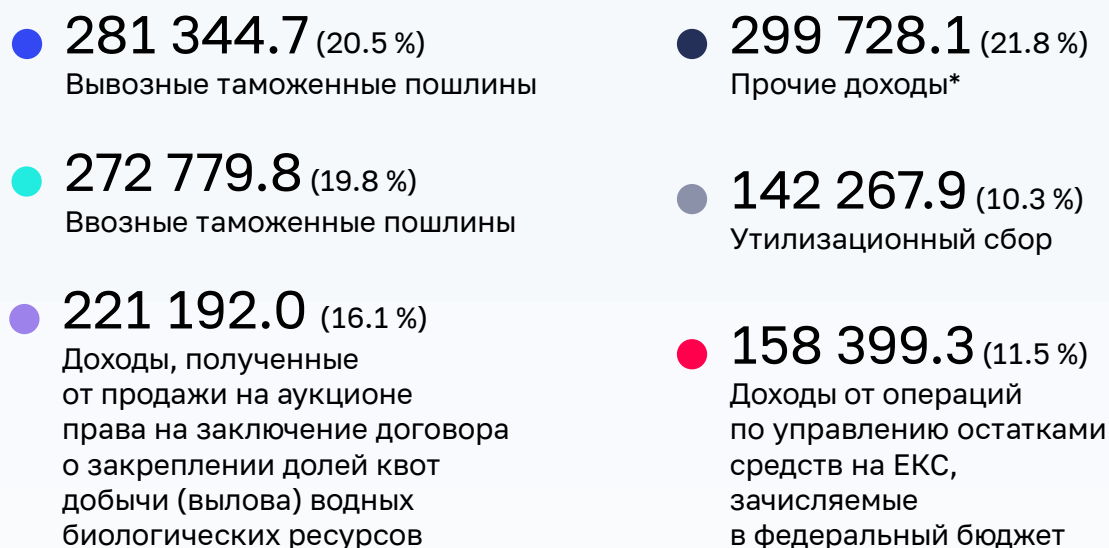 281 344.7 (20.5 %)
Вывозные таможенные пошлины
272 779.8 (19.8 %)
Ввозные таможенные пошлины
221 192.0 (16.1 %)
Доходы, полученные
от продажи на аукционе
права на заключение договора
о закреплении долей квот
добычи (вылова) водных
биологических ресурсов
299 728.1 (21.8 %)
Прочие доходы*
142 267.9 (10.3 %)
Утилизационный сбор
158 399.3 (11.5 %)
Доходы от операций
по управлению остатками
средств на ЕКС,
зачисляемые
в федеральный бюджет